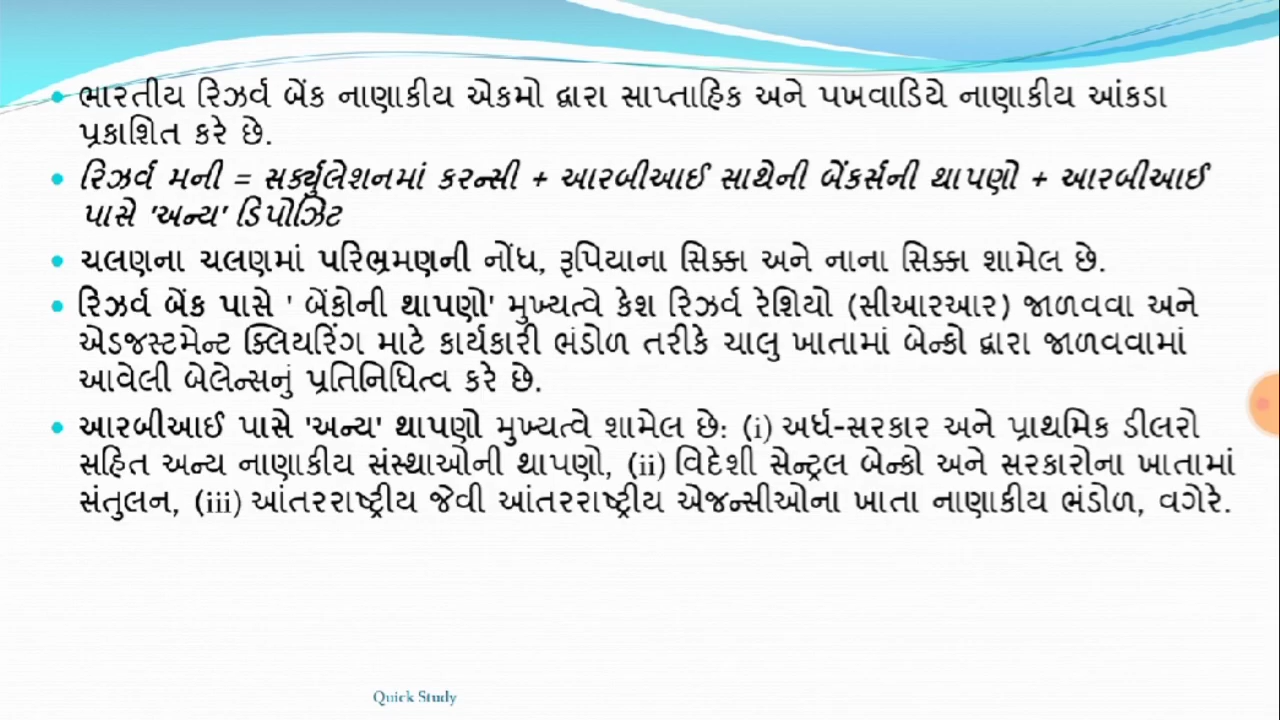 ભારતીય રિઝર્વ બેંક નાણાકીય એકમો દ્વારા સાપ્તાહિક અને પખવાડિયે નાણાકીય આંકડા
પ્રકાશિત કરે છે.
રિઝર્વ મની = સર્ક્યુલેશનમાં કરન્સી + આરબીઆઈ સાથેની બેંકર્સની થાપણો + આરબીઆઈ
પાસે 'અન્ય' ડિપોઝિટ
ચલણના ચલણમાં પરિભ્રમણની નોંધ, રૂપિયાના સિક્કા અને નાના સિક્કા શામેલ છે.
રિઝર્વ બેંક પાસે ' બેંકોની થાપણો' મુખ્યત્વે કેશ રિઝર્વ રેશિયો (સીઆરઆર) જાળવવા અને
એડજસ્ટમેન્ટ ક્લિયરિંગ માટે કાર્યકારી ભંડોળ તરીકે ચાલુ ખાતામાં બેન્કો દ્વારા જાળવવામાં
આવેલી બેલેન્સનું પ્રતિનિધિત્વ કરે છે.
આરબીઆઈ પાસે 'અન્ય' થાપણો મુખ્યત્વે શામેલ છે: (i) અર્ધ-સરકાર અને પ્રાથમિક ડીલરો
સહિત અન્ય નાણાકીય સંસ્થાઓની થાપણો, (ii) વિદેશી સેન્ટ્રલ બેન્કો અને સરકારોના ખાતામાં
સંતુલન, (iii) આંતરરાષ્ટ્રીય જેવી આંતરરાષ્ટ્રીય એજન્સીઓના ખાતા નાણાકીય ભંડોળ, વગેરે.
Quick Study